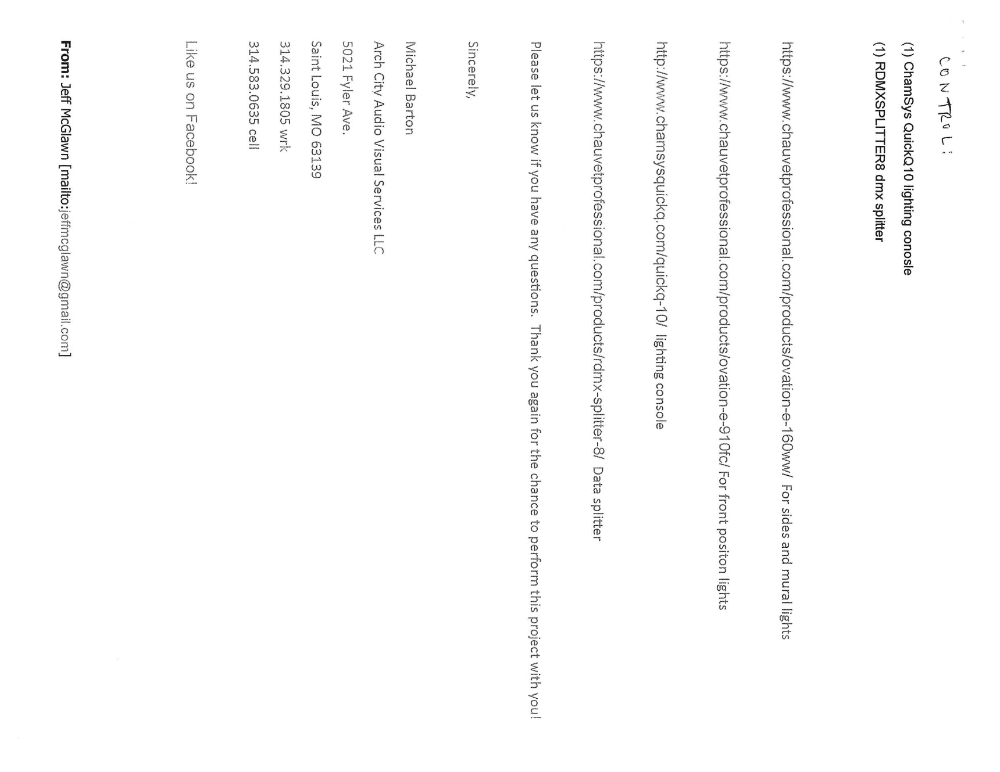 CONTROL:
(1) ChamSys QuickQ10 lighting conosle
(1) RDMXSPLITTER8 dmx splitter
https://www.chauvetprofessional.com/products/ovation-e-160ww/ For sides and mural lights
https://www.chauvetprofessional.com/products/ovation-e-910fc/ For front positon lights
http://www.chamsysquickq.com/quickq-10/ lighting console
https://www.chauvetprofessional.com/products/rdmx-splitter-8/ Data splitter
Please let us know if you have any questions. Thank you again for the chance to perform this project with you!
Sincerely,
Michael Barton
Arch City Audio Visual Services LLC
5021 Fyler Ave.
Saint Louis, MO 63139
314.329.1805 wrk
314.583.0635 cell
Like us on Facebook!
From: Jeff McGlawn [mailto:jeffmcglawn@gmail.com]